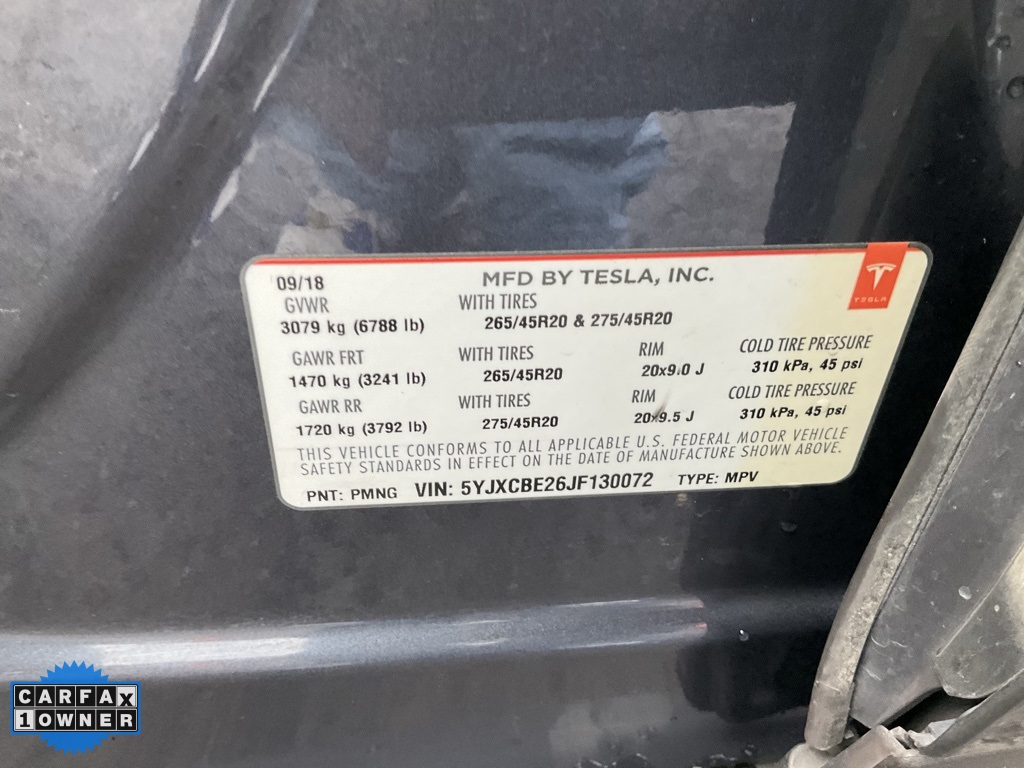 09/18 MFD BY TESLA, INC.
TESLA
GVWR WITH TIRES
3079 kg (6788 lb) 265/45R20 & 275/45R20
GAWR FRT WITH TIRES RIM COLD TIRE PRESSURE
1470 kg (3241 lb) 265/45R20 20x9.0 J 310 kPa, 45 psi
GAWR RR WITH TIRES RIM COLD TIRE PRESSURE
1720 kg (3792 lb) 275/45R20 20x9.5 J 310 kPa, 45 psi
THIS VEHICLE CONFORMS TO ALL APPLICABLE U.S. FEDERAL MOTOR VEHICLE
SAFETY STANDARDS IN EFFECT ON THE DATE OF MANUFACTURE SHOWN ABOVE.
PNT: PMNG VIN: 5YJXCBE26JF130072 TYPE: MPV
CARFAX
1 OWNER